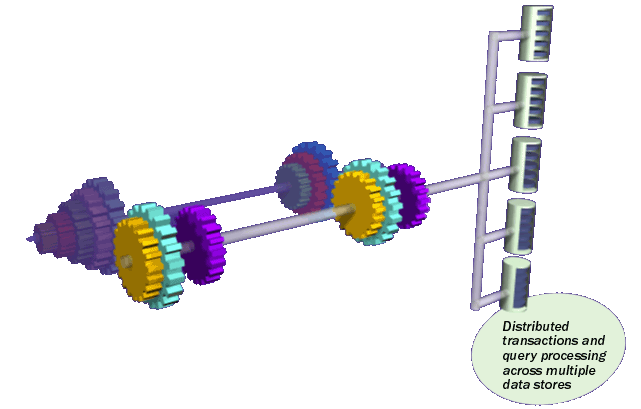 Distributed
transactions and
query processing
across multiple
data stores